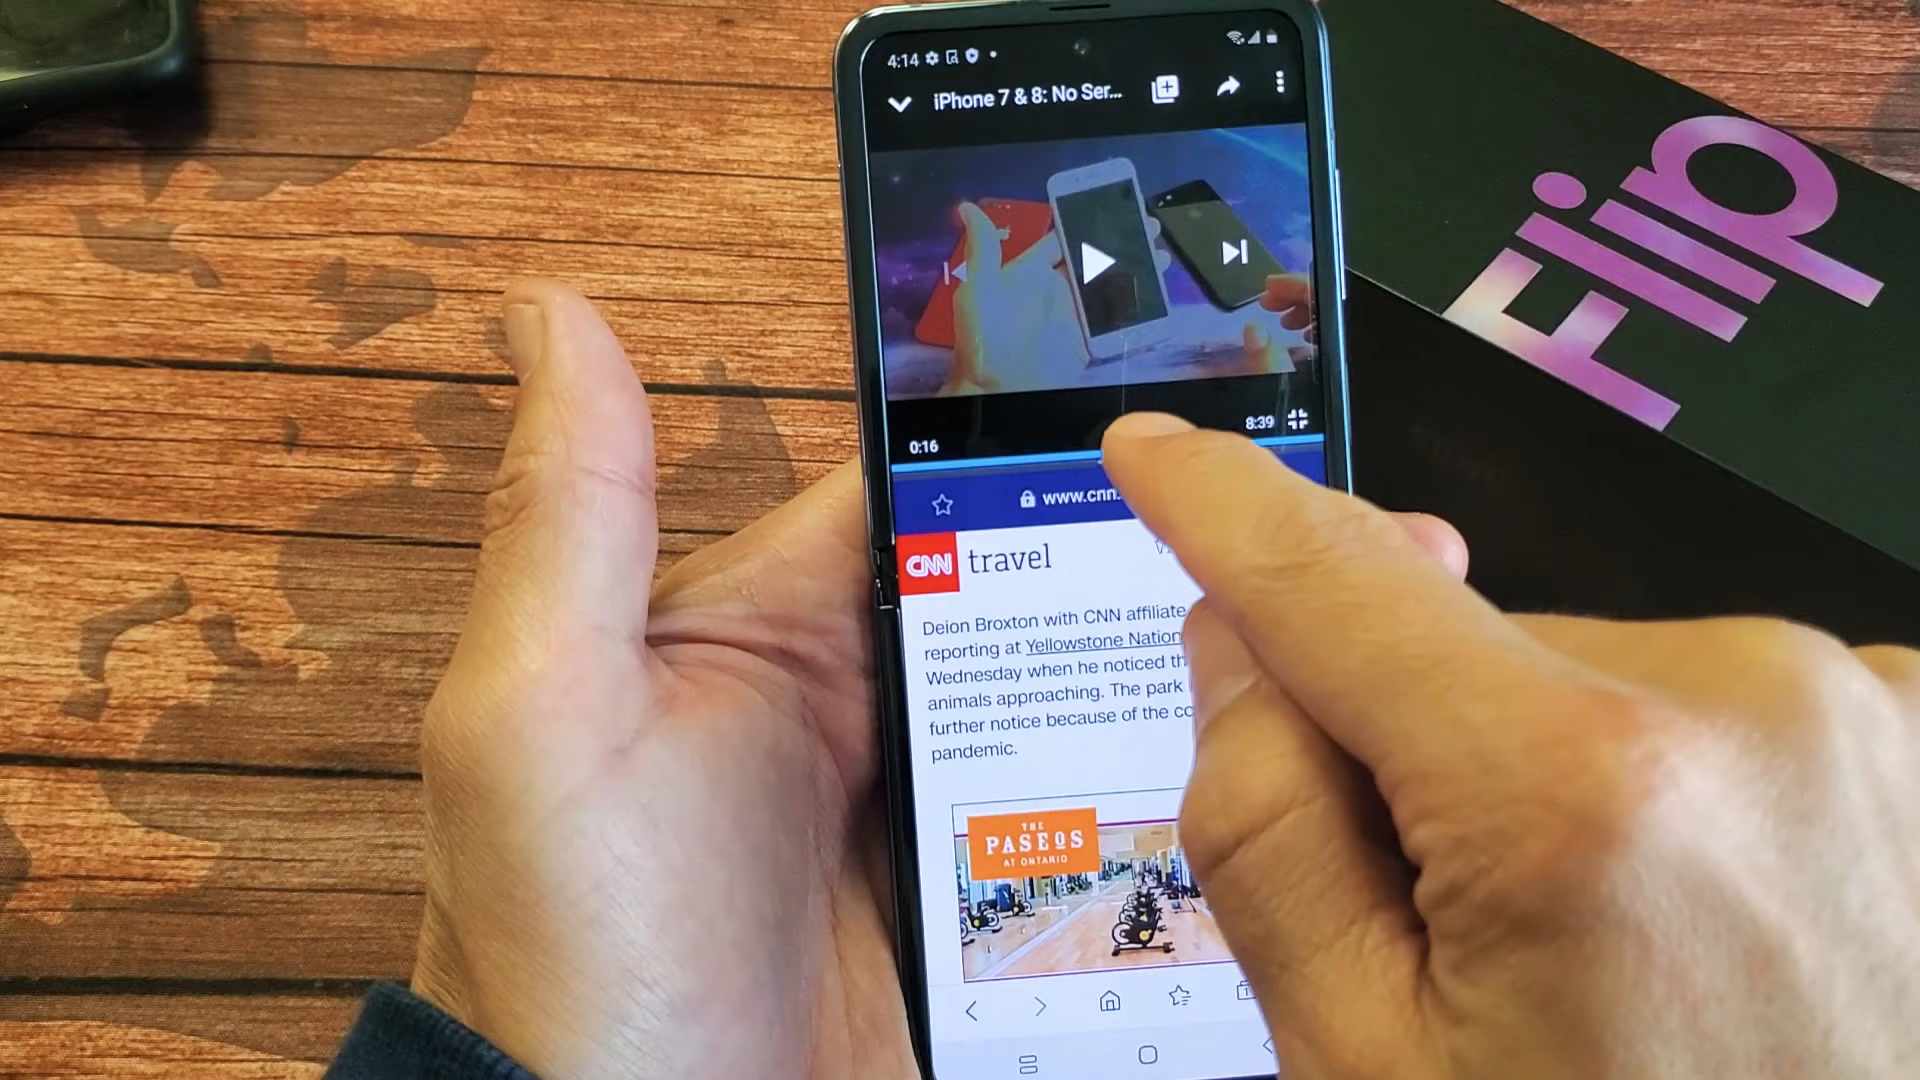 4:14
iPhone 7 & 8: No Ser...
Flip
0:16
8:39
www.cnn.
CNN travel
Deion Broxton with CNN affiliate
reporting at Yellowstone Nation
Wednesday when he noticed th
animals approaching. The park
further notice because of the co
pandemic.
THE
PASEOS
AT ONTARIO
1